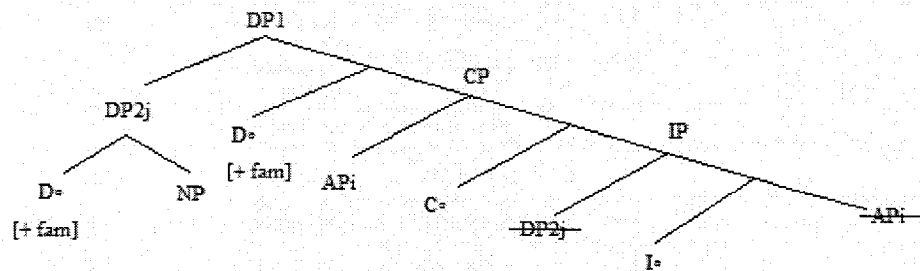 DP1
CP
DP2j
D°
IP
[+ fam]
APi
D°
NP
C°
DP2j
APi
[+ fam]
I°